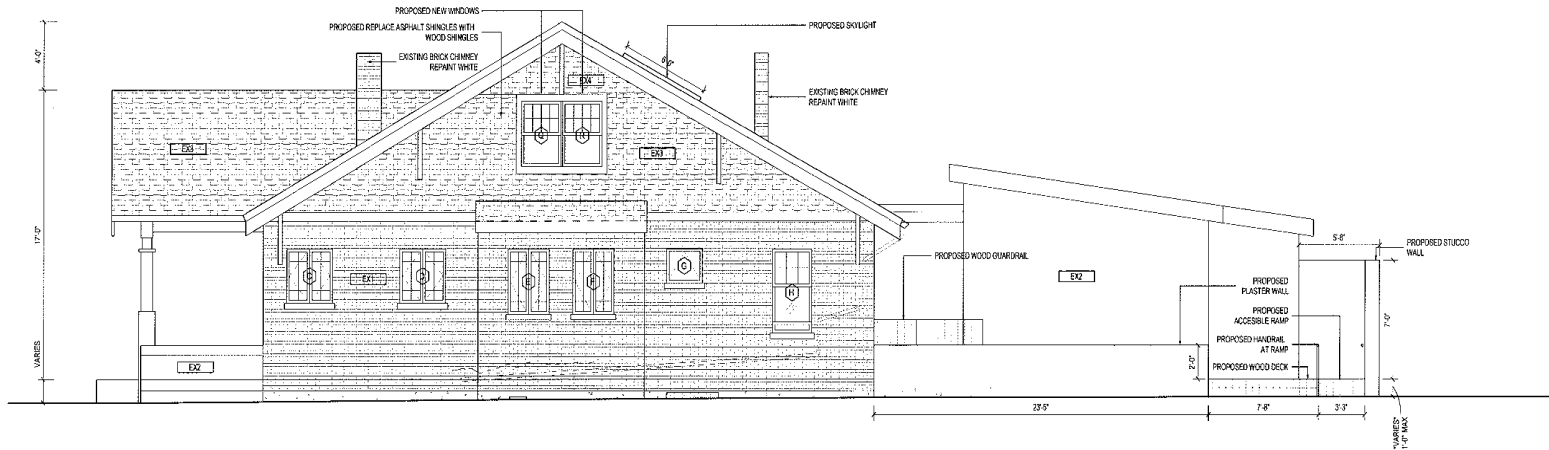 PROPOSED NEW WINDOWS
PROPOSED REPLACE ASPHALT SHINGLES WITH
WOOD SHINGLES
PROPOSED SKYLIGHT
EXISTING BRICK CHIMNEY
REPAINT WHITE
6'-6"
EXISTING BRICK CHIMNEY
REPAINT WHITE
4'-0"
EX4
Q
R
EX3
EX3
17'-0"
5'-8"
PROPOSED STUCCO
WALL
PROPOSED WOOD GUARDRAIL
C
EX1
D
E
F
G
H
EX2
PROPOSED
PLASTER WALL
PROPOSED
ACCESIBLE RAMP
7'-0"
PROPOSED HANDRAIL
AT RAMP
VARIES
EX2
2'-0"
PROPOSED WOOD DECK
23'-5"
7'-8"
3'-3"
"VARIES"
1'-0" MAX